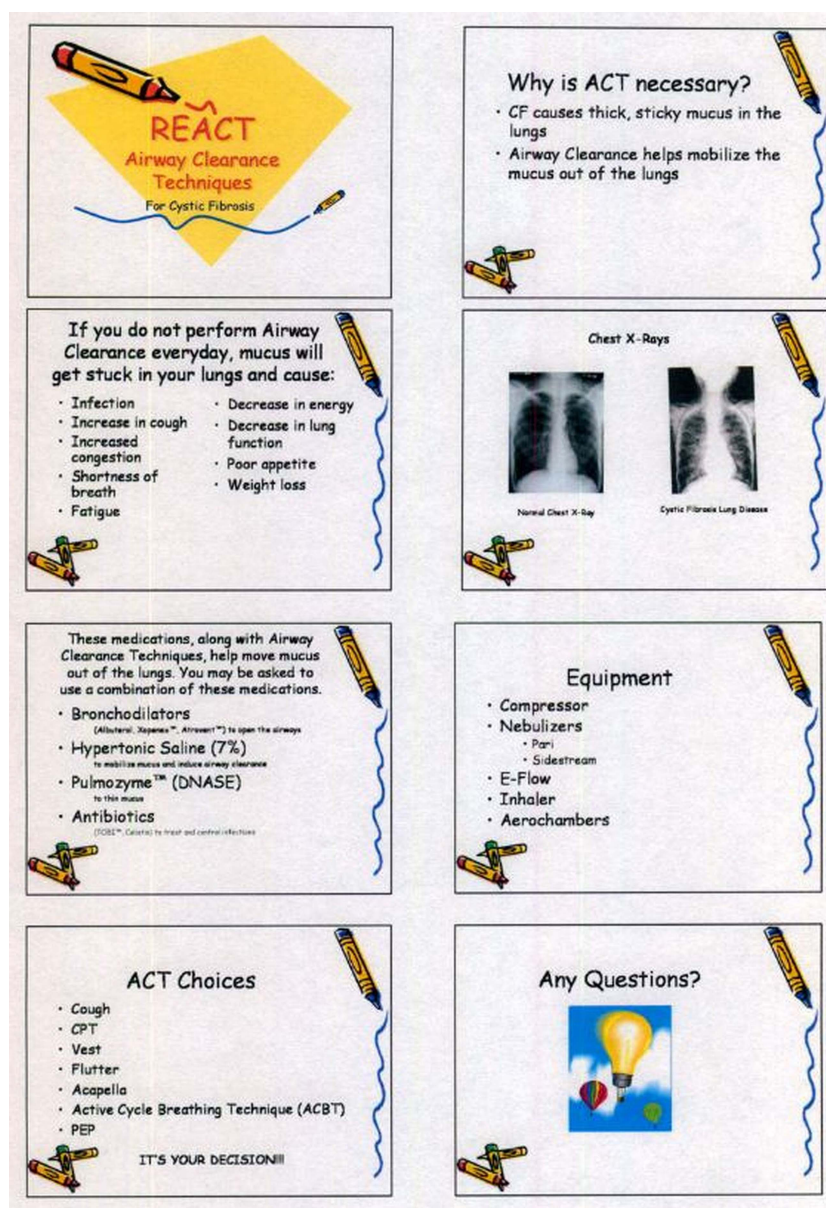 REACT
Airway Clearance
Techniques
For Cystic Fibrosis
Why is ACT necessary?
• CF causes thick, sticky mucus in the
lungs
• Airway Clearance helps mobilize the
mucus out of the lungs
If you do not perform Airway
Clearance everyday, mucus will
get stuck in your lungs and cause:
• Infection
• Increase in cough
• Increased
congestion
• Shortness of
breath
• Fatigue
• Decrease in energy
• Decrease in lung
function
• Poor appetite
• Weight loss
Chest X-Rays
Normal Chest X-Ray
Cystic Fibrosis Lung Disease
These medications, along with Airway
Clearance Techniques, help move mucus
out of the lungs. You may be asked to
use a combination of these medications.
• Bronchodilators
(Albuterol, Xopenex™, Atrovent™) to open the airways
• Hypertonic Saline (7%)
to mobilize mucus and induce airway clearance
• Pulmozyme™ (DNASE)
to thin mucus
• Antibiotics
(TOBI™, Colistin) to treat and control infections
Equipment
• Compressor
• Nebulizers
• Pari
• Sidestream
• E-Flow
• Inhaler
• Aerochambers
ACT Choices
• Cough
• CPT
• Vest
• Flutter
• Acapella
• Active Cycle Breathing Technique (ACBT)
• PEP
IT'S YOUR DECISION!!!
Any Questions?